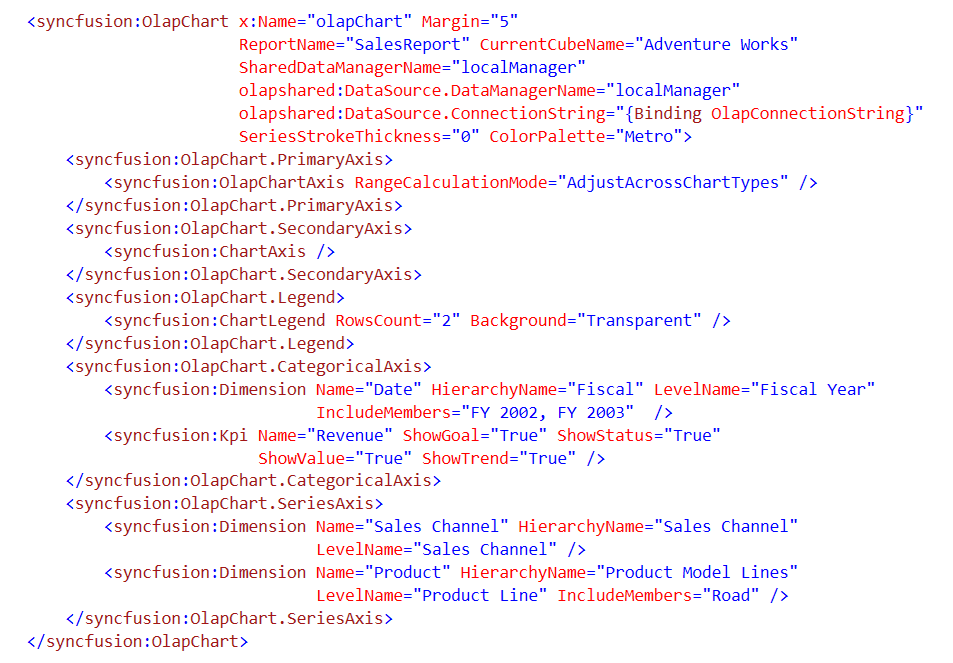 <syncfusion:OlapChart x:Name="olapChart" Margin="5"
ReportName="SalesReport" CurrentCubeName="Adventure Works"
SharedDataManagerName="localManager"
olapshared:DataSource.DataManagerName="localManager"
olapshared:DataSource.ConnectionString="{Binding OlapConnectionString}"
SeriesStrokeThickness="0" ColorPalette="Metro">
<syncfusion:OlapChart.PrimaryAxis>
<syncfusion:OlapChartAxis RangeCalculationMode="AdjustAcrossChartTypes" />
</syncfusion:OlapChart.PrimaryAxis>
<syncfusion:OlapChart.SecondaryAxis>
<syncfusion:ChartAxis />
</syncfusion:OlapChart.SecondaryAxis>
<syncfusion:OlapChart.Legend>
<syncfusion:ChartLegend RowsCount="2" Background="Transparent" />
</syncfusion:OlapChart.Legend>
<syncfusion:OlapChart.CategoricalAxis>
<syncfusion:Dimension Name="Date" HierarchyName="Fiscal" LevelName="Fiscal Year"
IncludeMembers="FY 2002, FY 2003"  />
<syncfusion:Kpi Name="Revenue" ShowGoal="True" ShowStatus="True"
ShowValue="True" ShowTrend="True" />
</syncfusion:OlapChart.CategoricalAxis>
<syncfusion:OlapChart.SeriesAxis>
<syncfusion:Dimension Name="Sales Channel" HierarchyName="Sales Channel"
LevelName="Sales Channel" />
<syncfusion:Dimension Name="Product" HierarchyName="Product Model Lines"
LevelName="Product Line" IncludeMembers="Road" />
</syncfusion:OlapChart.SeriesAxis>
</syncfusion:OlapChart>